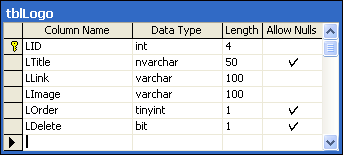 tblLogo
Column Name Data Type Length Allow Nulls
LID int 4
LTitle nvarchar 50 ✓
LLink varchar 100
LImage varchar 100
LOrder tinyint 1 ✓
LDelete bit 1 ✓